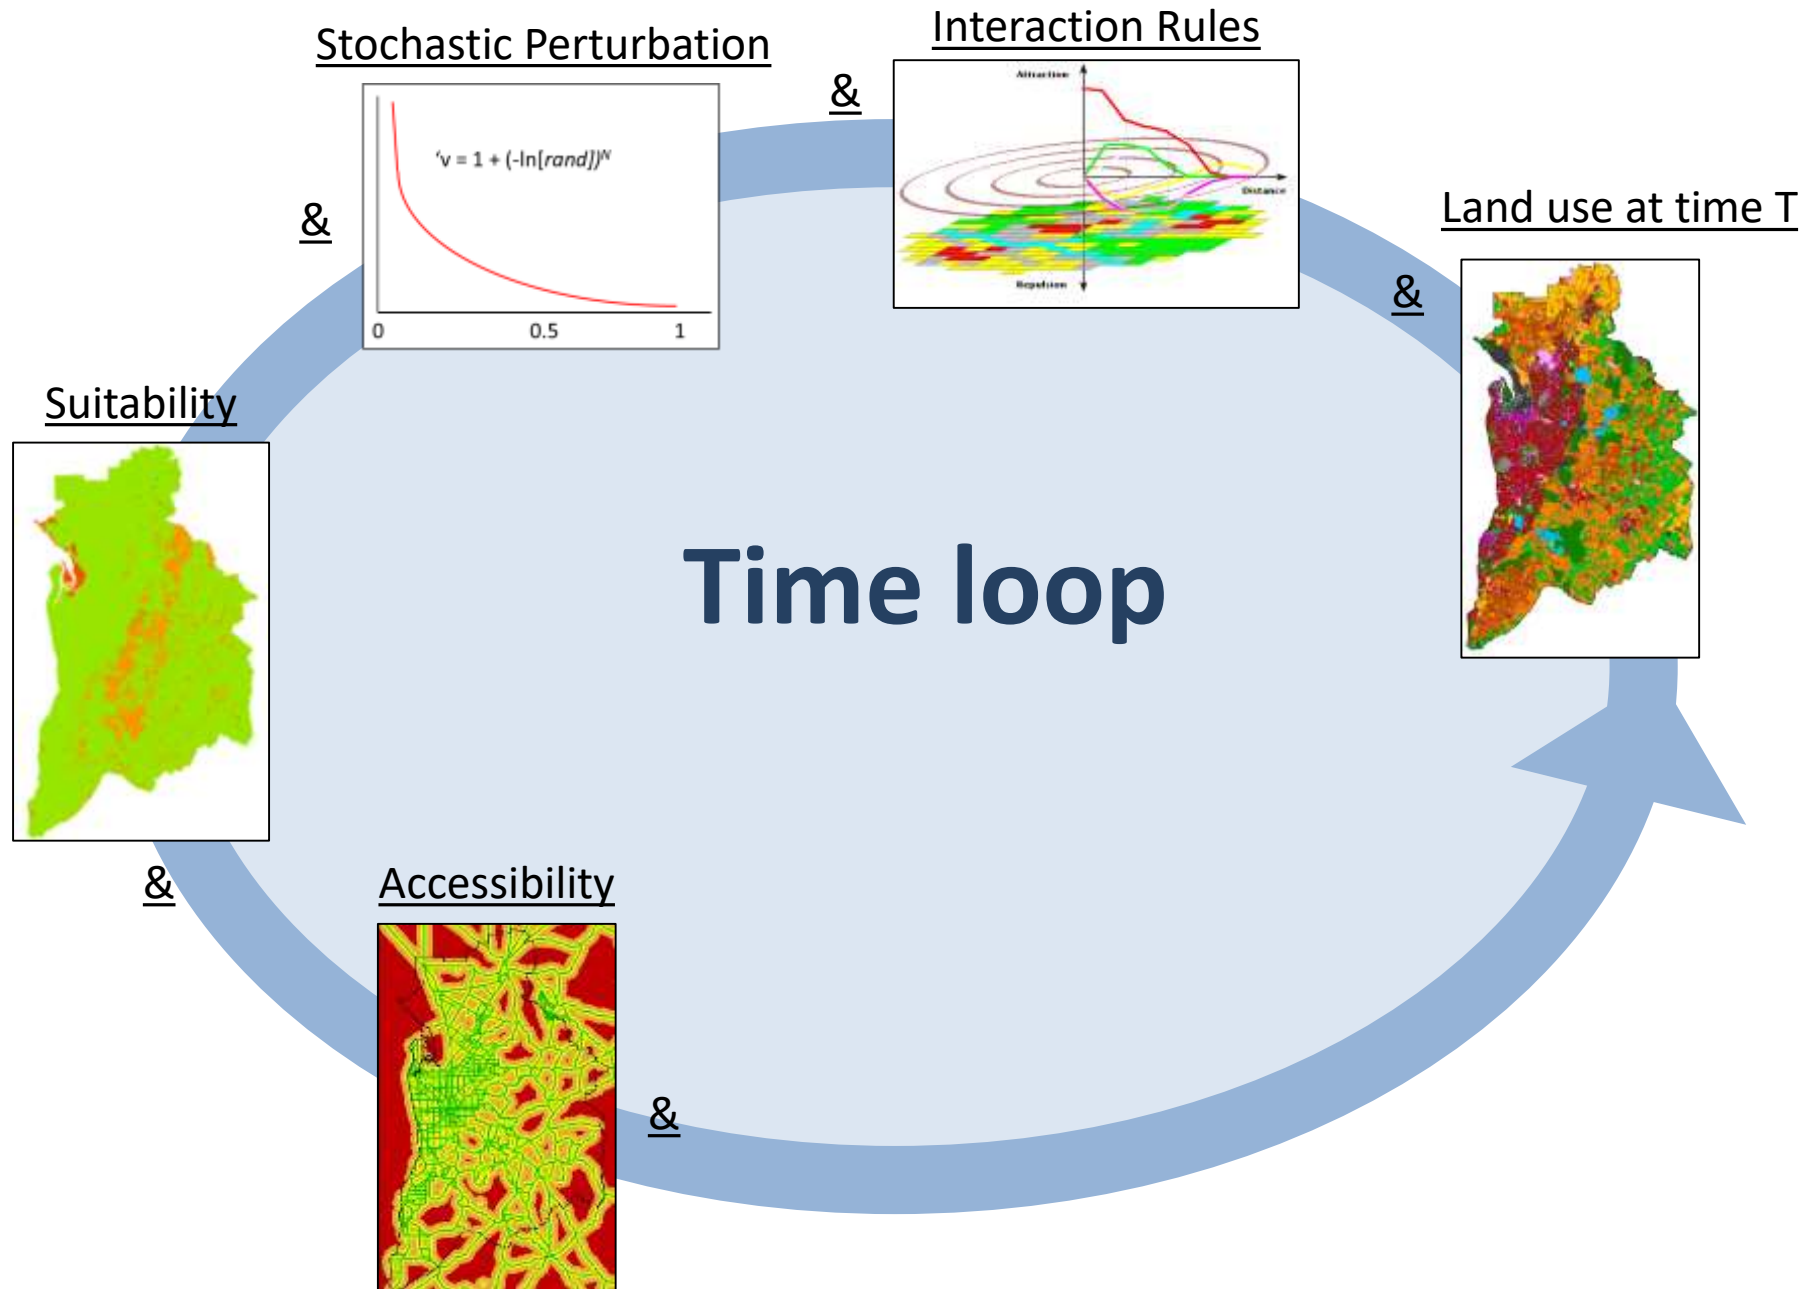 Interaction Rules
Stochastic Perturbation
&
Attraction
Distance
Repulsion
'v = 1 + (-ln[rand])^N
0 0.5 1
&
Land use at time T
&
Suitability
Time loop
&
Accessibility
&